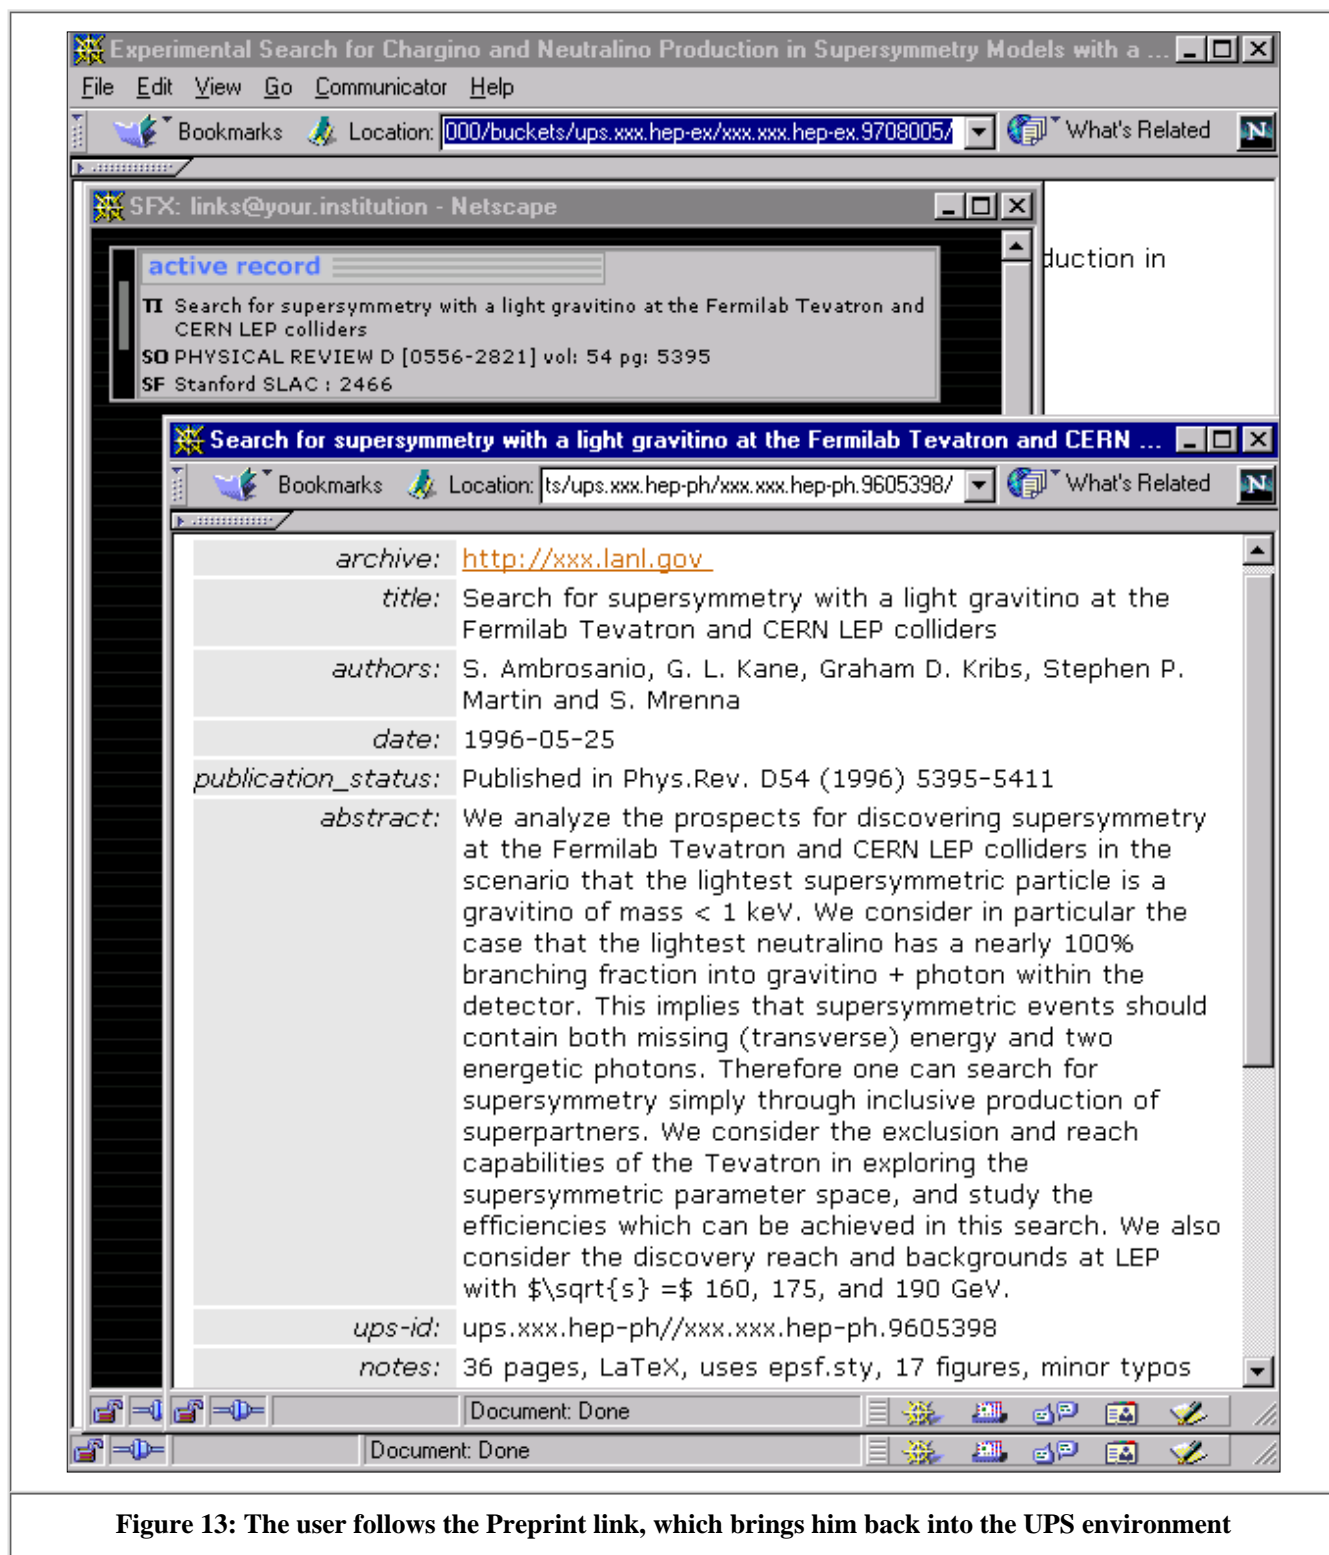 Experimental Search for Chargino and Neutralino Production in Supersymmetry Models with a ...
File Edit View Go Communicator Help
Bookmarks Location: 000/buckets/ups.xxx.hep-ex/xxx.xxx.hep-ex.9708005/ What's Related N
SFX: links@your.institution - Netscape
duction in
active record
TI Search for supersymmetry with a light gravitino at the Fermilab Tevatron and
CERN LEP colliders
SO PHYSICAL REVIEW D [0556-2821] vol: 54 pg: 5395
SF Stanford SLAC : 2466
Search for supersymmetry with a light gravitino at the Fermilab Tevatron and CERN ...
Bookmarks Location: ts/ups.xxx.hep-ph/xxx.xxx.hep-ph.9605398/ What's Related N
archive: http://xxx.lanl.gov
title: Search for supersymmetry with a light gravitino at the
Fermilab Tevatron and CERN LEP colliders
authors: S. Ambrosanio, G. L. Kane, Graham D. Kribs, Stephen P.
Martin and S. Mrenna
date: 1996-05-25
publication_status: Published in Phys.Rev. D54 (1996) 5395-5411
abstract: We analyze the prospects for discovering supersymmetry
at the Fermilab Tevatron and CERN LEP colliders in the
scenario that the lightest supersymmetric particle is a
gravitino of mass < 1 keV. We consider in particular the
case that the lightest neutralino has a nearly 100%
branching fraction into gravitino + photon within the
detector. This implies that supersymmetric events should
contain both missing (transverse) energy and two
energetic photons. Therefore one can search for
supersymmetry simply through inclusive production of
superpartners. We consider the exclusion and reach
capabilities of the Tevatron in exploring the
supersymmetric parameter space, and study the
efficiencies which can be achieved in this search. We also
consider the discovery reach and backgrounds at LEP
with $\sqrt{s} =$ 160, 175, and 190 GeV.
ups-id: ups.xxx.hep-ph//xxx.xxx.hep-ph.9605398
notes: 36 pages, LaTeX, uses epsf.sty, 17 figures, minor typos
Document: Done
Document: Done
Figure 13: The user follows the Preprint link, which brings him back into the UPS environment